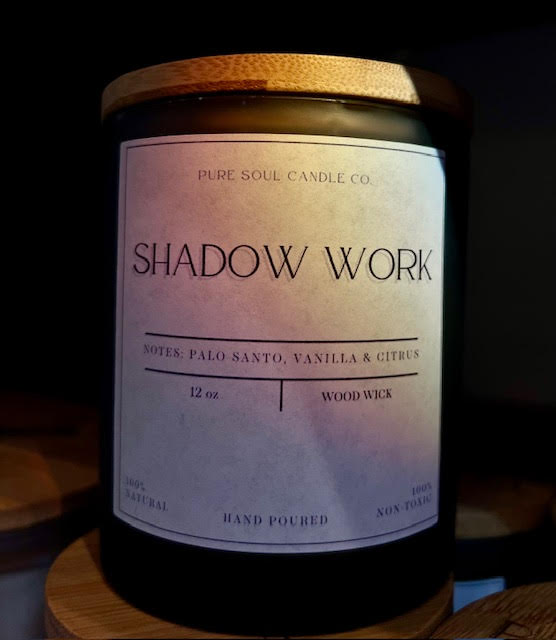 PURE SOUL CANDLE CO.
SHADOW WORK
NOTES: PALO SANTO, VANILLA & CITRUS
12 oz
WOOD WICK
100%
NATURAL
HAND POURED
100%
NON-TOXIC